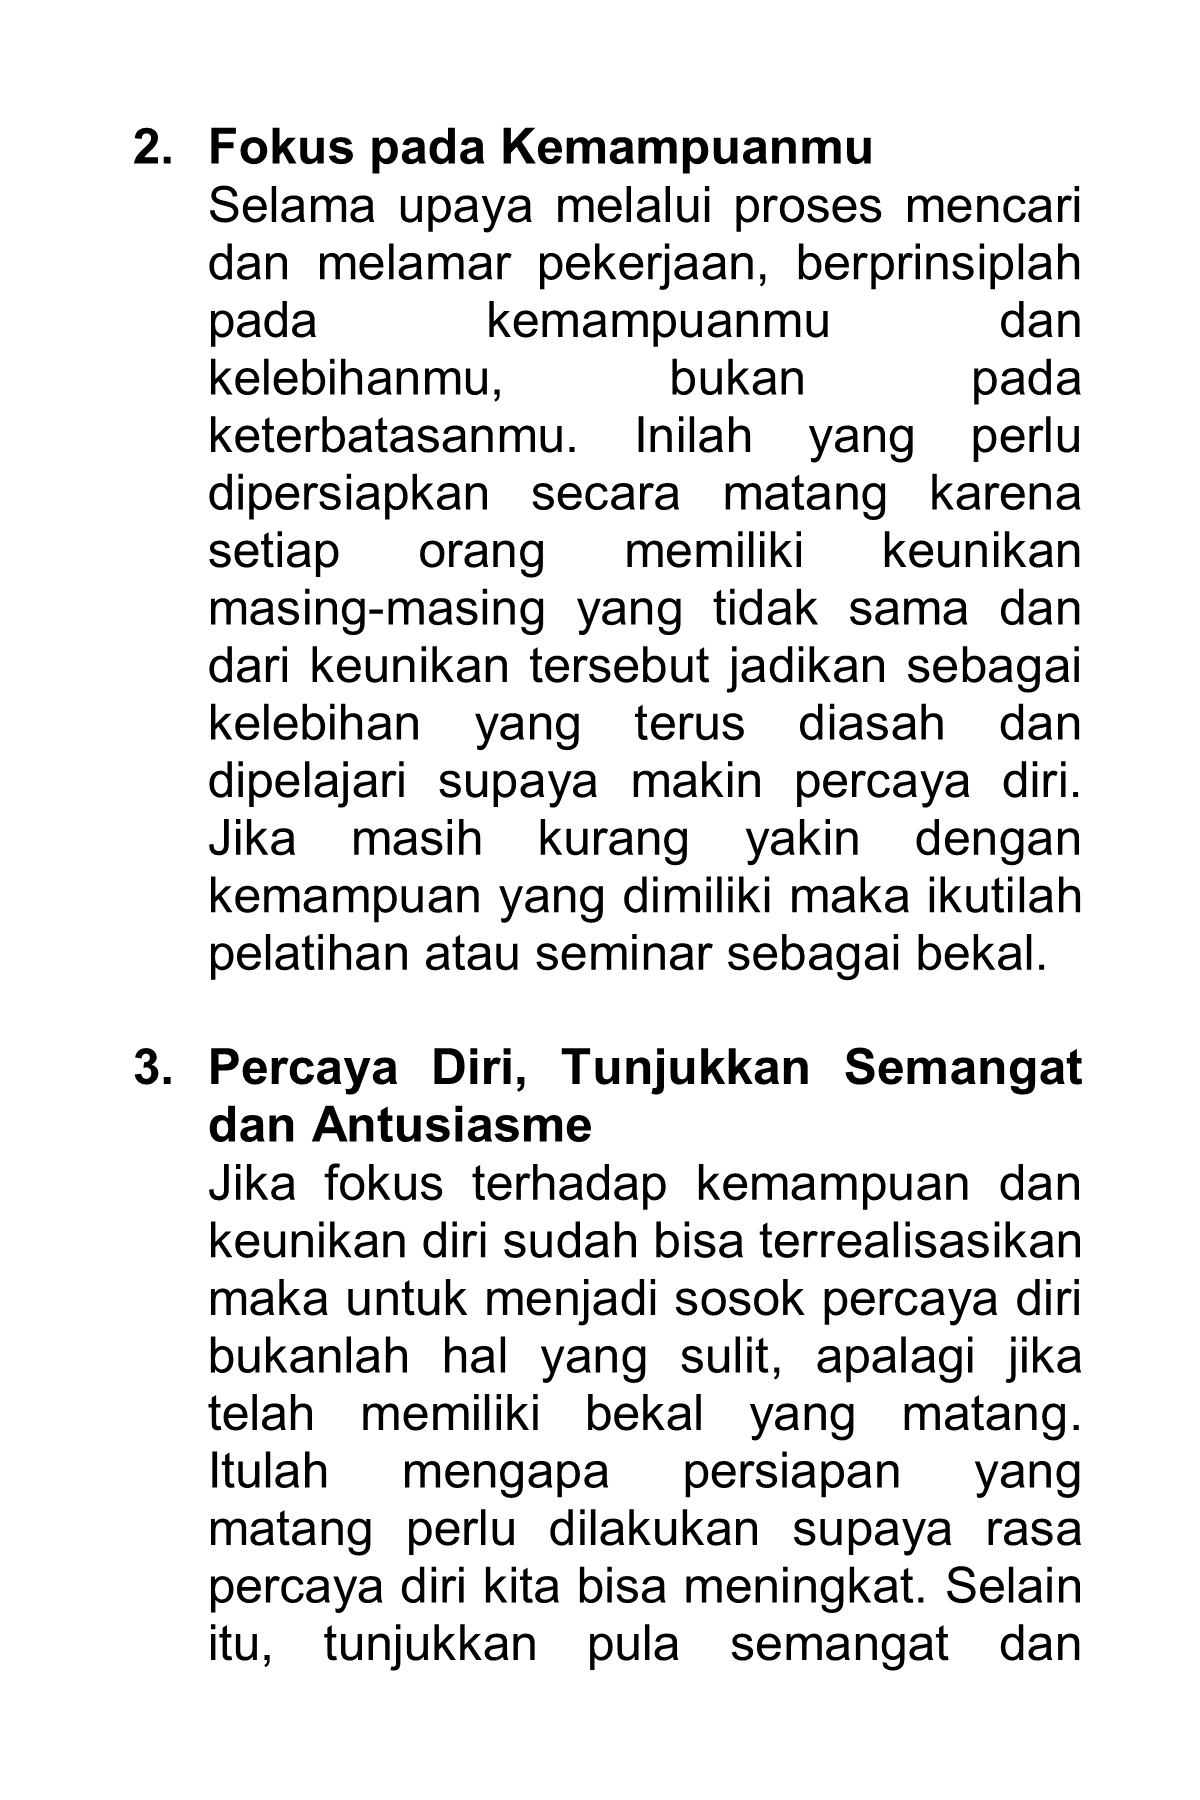 2. Fokus pada Kemampuanmu
Selama upaya melalui proses mencari
dan melamar pekerjaan, berprinsiplah
pada kemampuanmu dan
kelebihanmu, bukan pada
keterbatasanmu. Inilah yang perlu
dipersiapkan secara matang karena
setiap orang memiliki keunikan
masing-masing yang tidak sama dan
dari keunikan tersebut jadikan sebagai
kelebihan yang terus diasah dan
dipelajari supaya makin percaya diri.
Jika masih kurang yakin dengan
kemampuan yang dimiliki maka ikutilah
pelatihan atau seminar sebagai bekal.
3. Percaya Diri, Tunjukkan Semangat
dan Antusiasme
Jika fokus terhadap kemampuan dan
keunikan diri sudah bisa terrealisasikan
maka untuk menjadi sosok percaya diri
bukanlah hal yang sulit, apalagi jika
telah memiliki bekal yang matang.
Itulah mengapa persiapan yang
matang perlu dilakukan supaya rasa
percaya diri kita bisa meningkat. Selain
itu, tunjukkan pula semangat dan